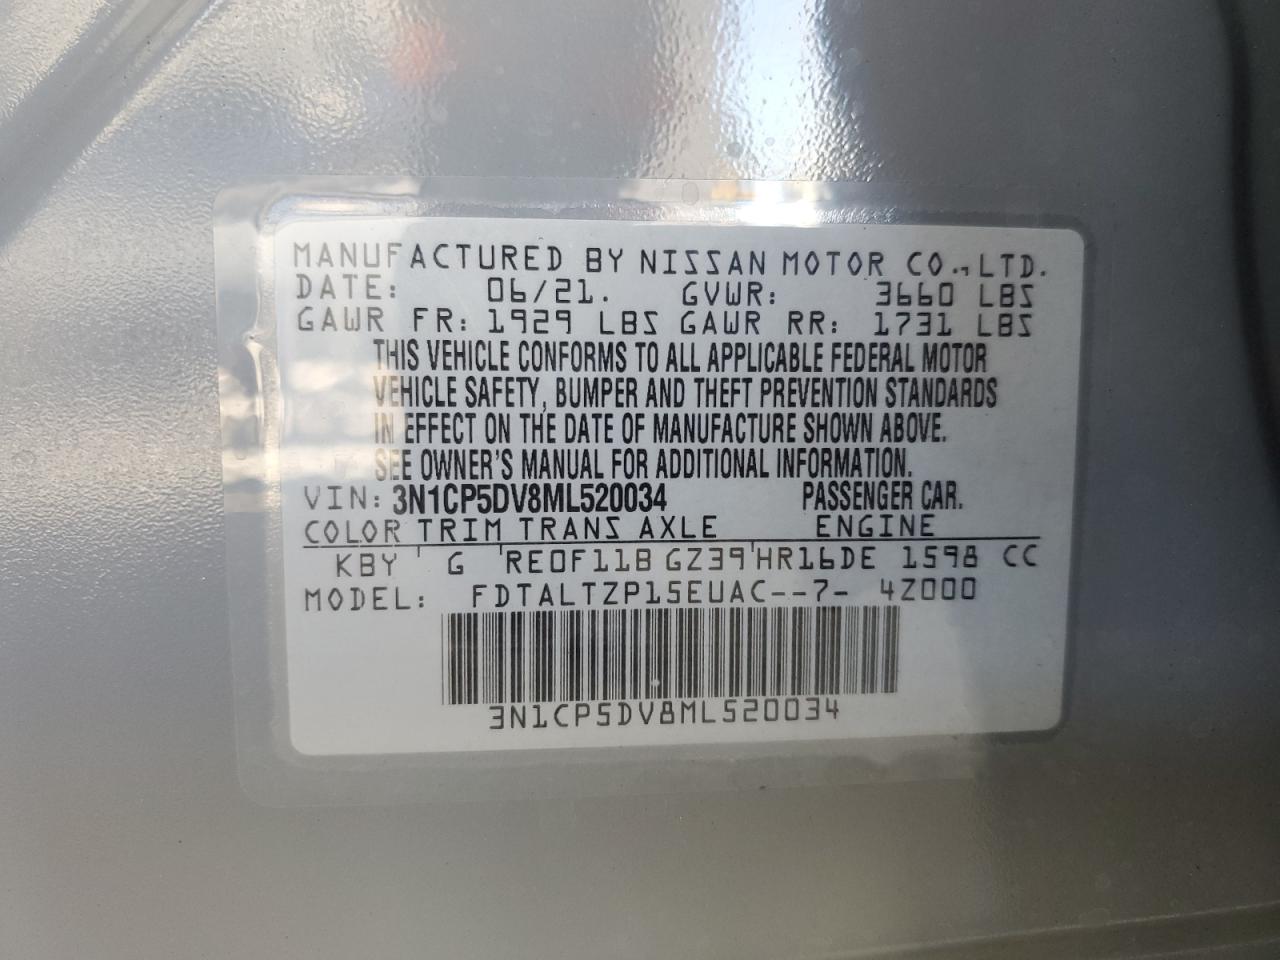 MANUFACTURED BY NISSAN MOTOR CO., LTD.
DATE: 06/21. GVWR: 3660 LBS
GAWR FR: 1929 LBS GAWR RR: 1731 LBS
THIS VEHICLE CONFORMS TO ALL APPLICABLE FEDERAL MOTOR
VEHICLE SAFETY, BUMPER AND THEFT PREVENTION STANDARDS
IN EFFECT ON THE DATE OF MANUFACTURE SHOWN ABOVE.
SEE OWNER'S MANUAL FOR ADDITIONAL INFORMATION.
VIN: 3N1CP5DV8ML520034 PASSENGER CAR.
COLOR TRIM TRANS AXLE ENGINE
KBY ' G ' RE0F11B GZ39 ' HR16DE 1598 CC
MODEL: FDTALTZP15EUAC--7- 4Z000
3N1CP5DV8ML520034